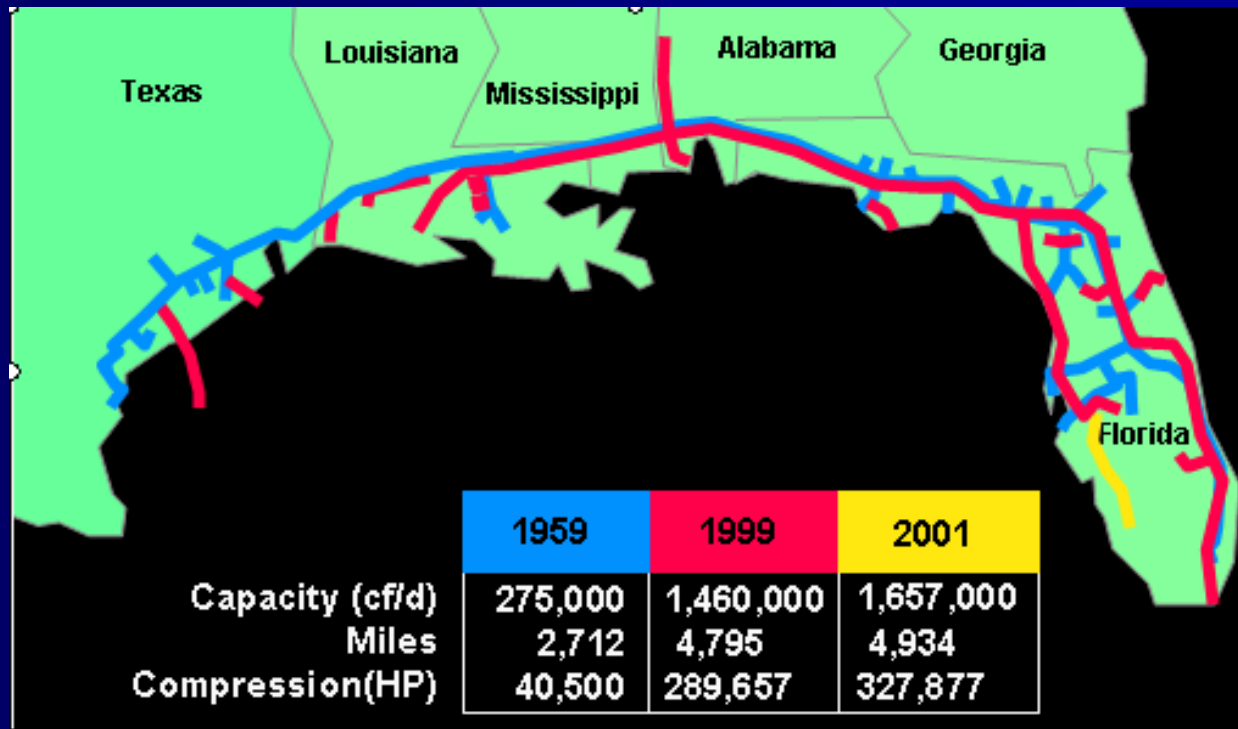 Louisiana
Alabama
Georgia
Texas
Mississippi
Florida
1959 1999 2001
Capacity (cf/d) 275,000 1,460,000 1,657,000
Miles 2,712 4,795 4,934
Compression(HP) 40,500 289,657 327,877